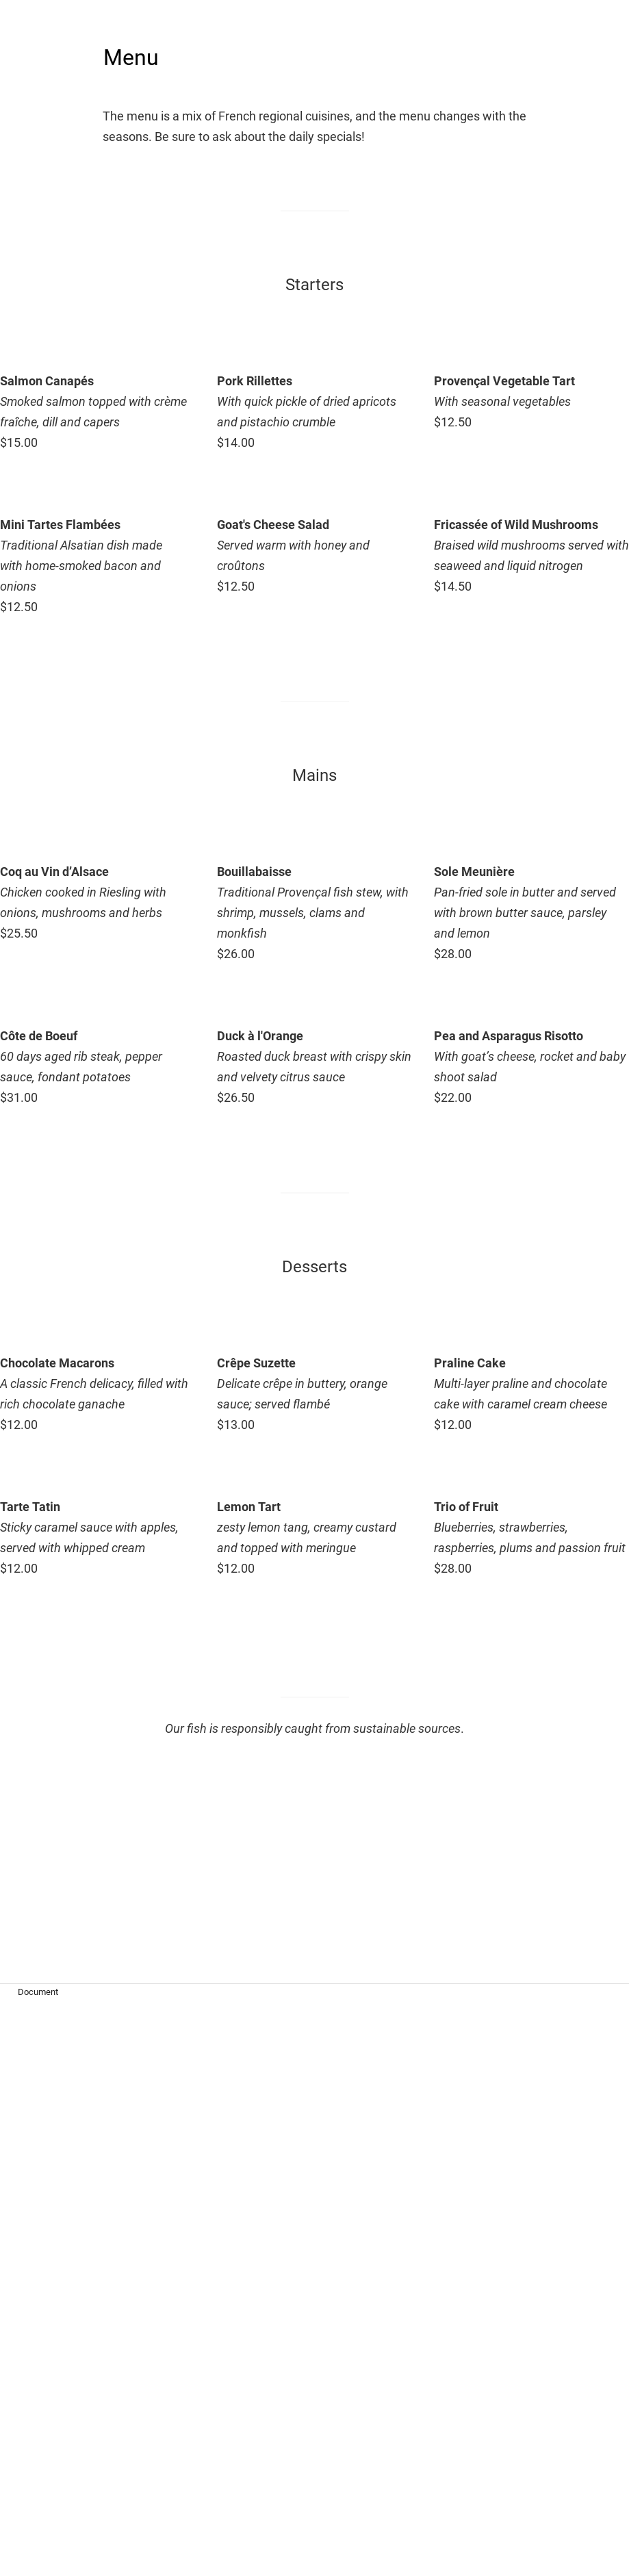 Menu
The menu is a mix of French regional cuisines, and the menu changes with the
seasons. Be sure to ask about the daily specials!
Starters
Salmon Canapés
Smoked salmon topped with crème
fraîche, dill and capers
$15.00
Pork Rillettes
With quick pickle of dried apricots
and pistachio crumble
$14.00
Provençal Vegetable Tart
With seasonal vegetables
$12.50
Mini Tartes Flambées
Traditional Alsatian dish made
with home-smoked bacon and
onions
$12.50
Goat's Cheese Salad
Served warm with honey and
croûtons
$12.50
Fricassée of Wild Mushrooms
Braised wild mushrooms served with
seaweed and liquid nitrogen
$14.50
Mains
Coq au Vin d’Alsace
Chicken cooked in Riesling with
onions, mushrooms and herbs
$25.50
Bouillabaisse
Traditional Provençal fish stew, with
shrimp, mussels, clams and
monkfish
$26.00
Sole Meunière
Pan-fried sole in butter and served
with brown butter sauce, parsley
and lemon
$28.00
Côte de Boeuf
60 days aged rib steak, pepper
sauce, fondant potatoes
$31.00
Duck à l'Orange
Roasted duck breast with crispy skin
and velvety citrus sauce
$26.50
Pea and Asparagus Risotto
With goat’s cheese, rocket and baby
shoot salad
$22.00
Desserts
Chocolate Macarons
A classic French delicacy, filled with
rich chocolate ganache
$12.00
Crêpe Suzette
Delicate crêpe in buttery, orange
sauce; served flambé
$13.00
Praline Cake
Multi-layer praline and chocolate
cake with caramel cream cheese
$12.00
Tarte Tatin
Sticky caramel sauce with apples,
served with whipped cream
$12.00
Lemon Tart
zesty lemon tang, creamy custard
and topped with meringue
$12.00
Trio of Fruit
Blueberries, strawberries,
raspberries, plums and passion fruit
$28.00
Our fish is responsibly caught from sustainable sources.
Document